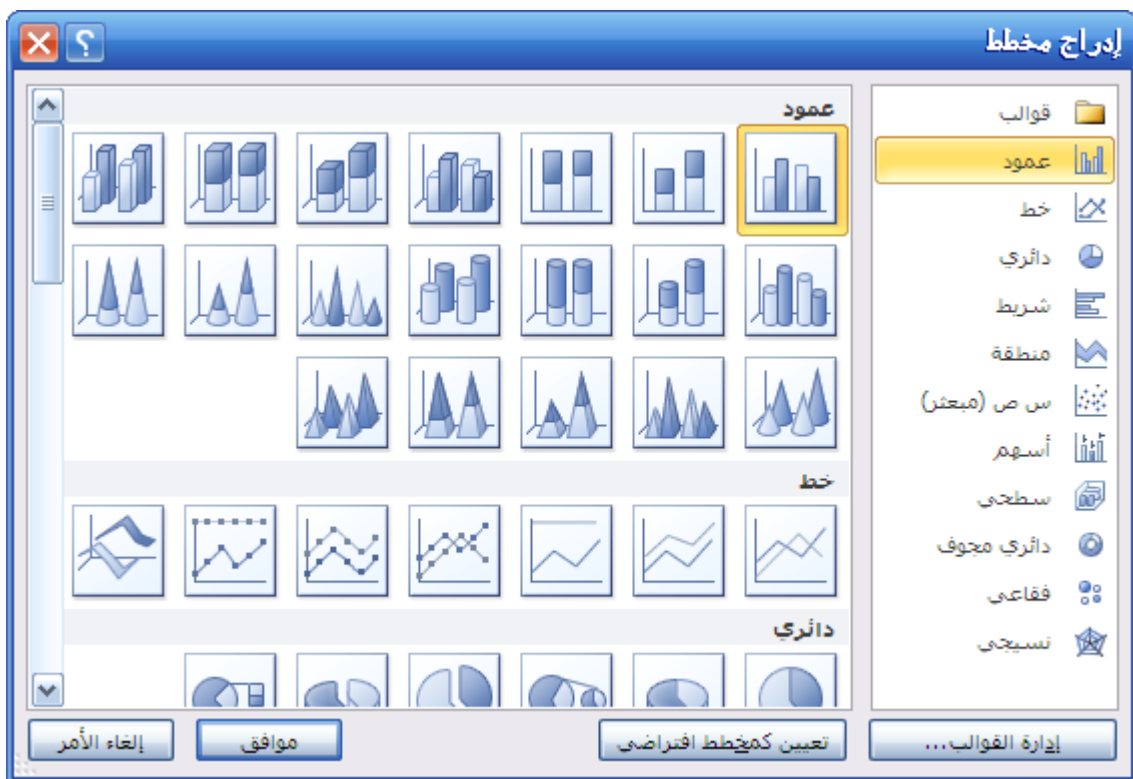 إدراج مخطط
قوالب
عمود
خط
دائري
شريط
منطقة
س ص (مبعثر)
أسهم
سطحي
دائري مجوف
فقاعي
نسيجي
عمود
خط
دائري
إدارة القوالب...
تعيين كمخطط افتراضي
موافق
إلغاء الأمر